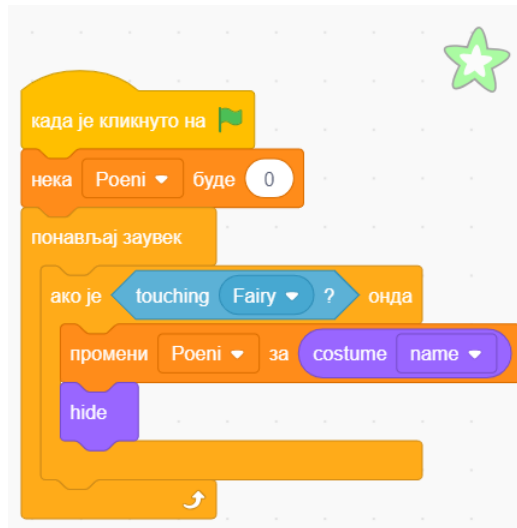 када је кликнуто на
нека Poeni буде 0
понављај заувек
ако је touching Fairy ? онда
промени Poeni за costume name
hide